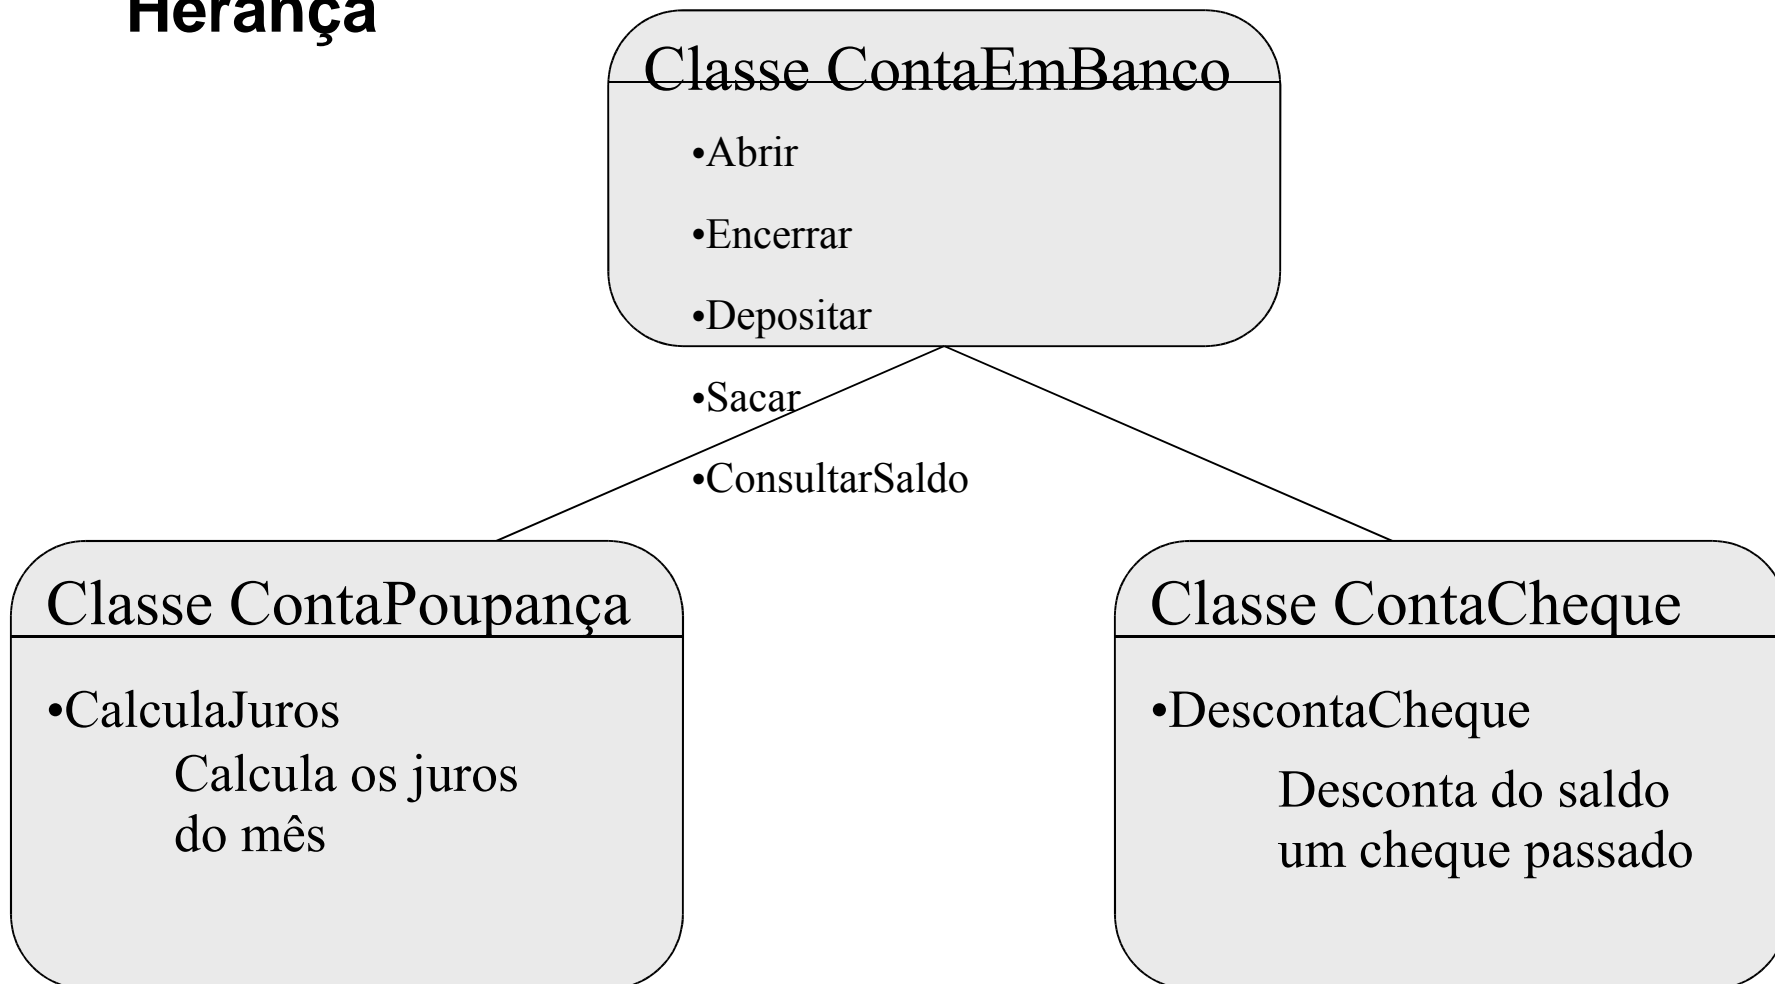 Herança
Classe ContaEmBanco
•Abrir
•Encerrar
•Depositar
•Sacar
•ConsultarSaldo
Classe ContaPoupança
•CalculaJuros
Calcula os juros
do mês
Classe ContaCheque
•DescontaCheque
Desconta do saldo
um cheque passado